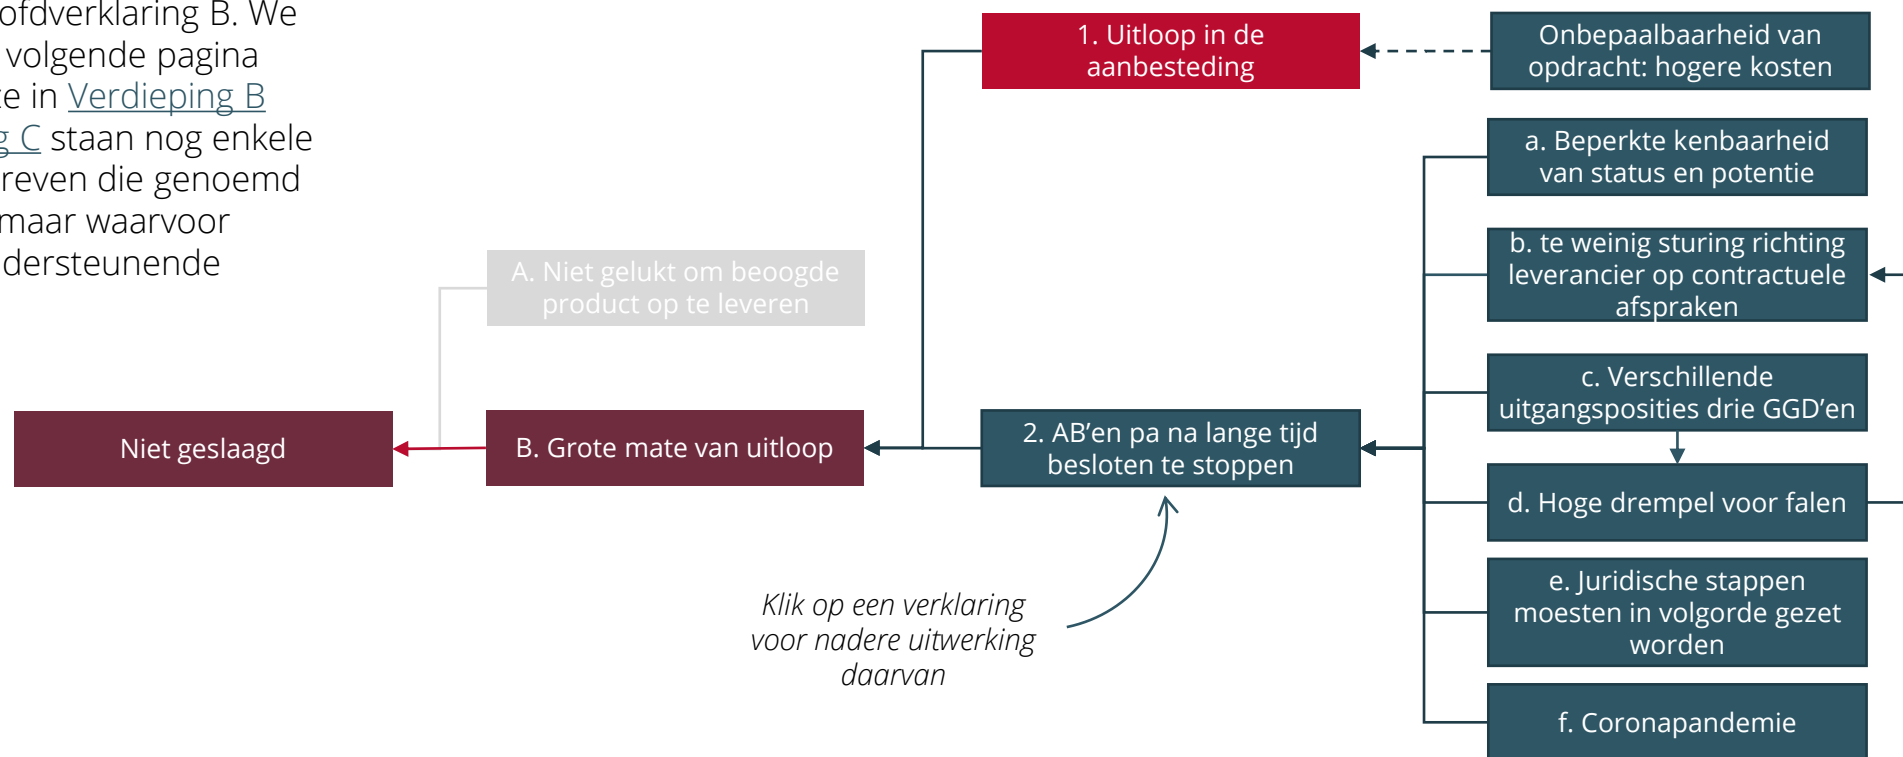 ofdverklaring B. We
volgende pagina
te in Verdieping B
g C staan nog enkele
reven die genoemd
maar waarvoor
dersteunende
1. Uitloop in de
aanbesteding
Onbepaalbaarheid van
opdracht: hogere kosten
a. Beperkte kenbaarheid
van status en potentie
b. te weinig sturing richting
leverancier op contractuele
afspraken
A. Niet gelukt om beoogde
product op te leveren
c. Verschillende
uitgangsposities drie GGD'en
Niet geslaagd
B. Grote mate van uitloop
2. AB'en pa na lange tijd
besloten te stoppen
d. Hoge drempel voor falen
e. Juridische stappen
moesten in volgorde gezet
worden
Klik op een verklaring
voor nadere uitwerking
daarvan
f. Coronapandemie